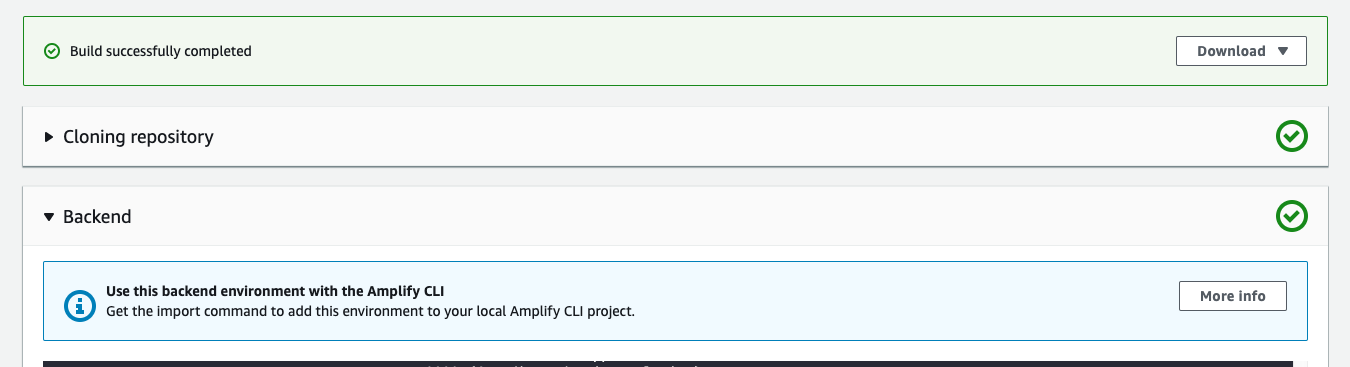 Build successfully completed
Download
Cloning repository
Backend
Use this backend environment with the Amplify CLI
More info
Get the import command to add this environment to your local Amplify CLI project.